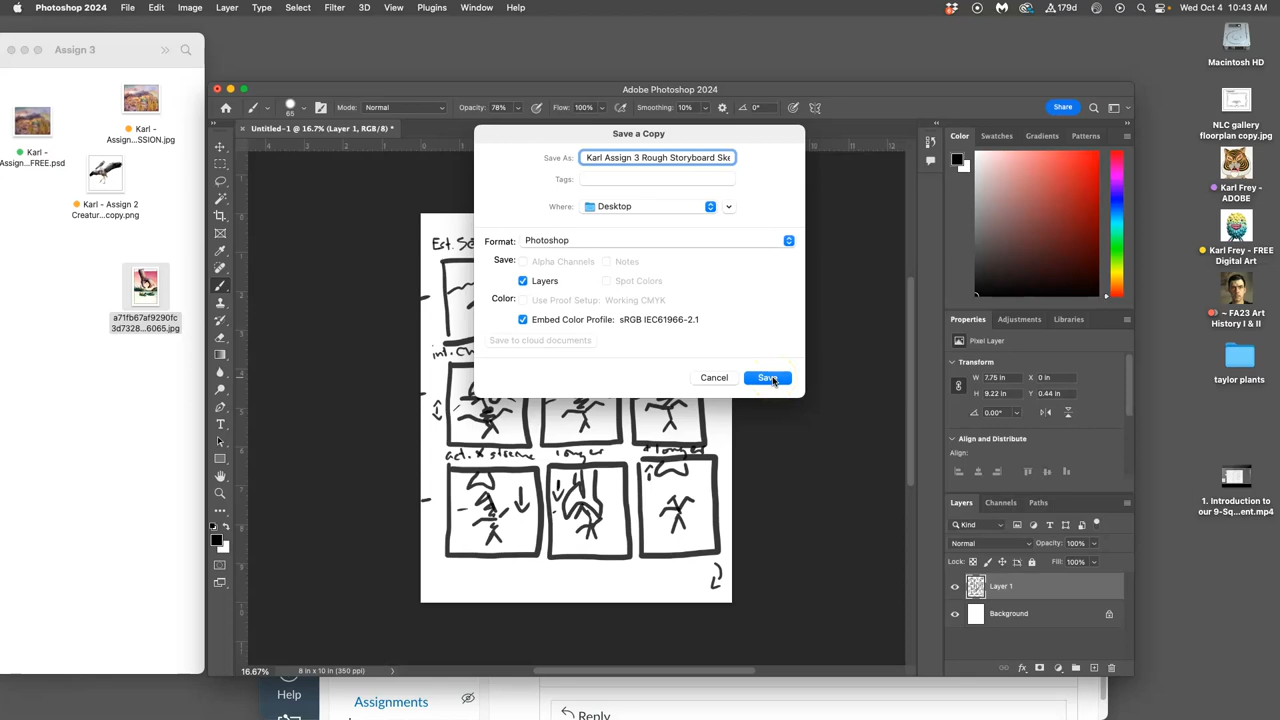 Photoshop 2024 File Edit Image Layer Type Select Filter 3D View Plugins Window Help 179d Wed Oct 4 10:43 AM
Assign 3
Karl -
Assign...SSION.jpg
Karl -
Assign...FREE.psd
Karl - Assign 2
Creatur...copy.png
a71fb67af9290fc
3d7328...6065.jpg
Adobe Photoshop 2024
65 Mode: Normal Opacity: 78% Flow: 100% Smoothing: 10% 0° Share
Untitled-1 @ 16.7% (Layer 1, RGB/8) *
Save a Copy
Save As: Karl Assign 3 Rough Storyboard Ske
Tags:
Where: Desktop
Format: Photoshop
Save: Alpha Channels Notes
Layers Spot Colors
Color: Use Proof Setup: Working CMYK
Embed Color Profile: sRGB IEC61966-2.1
Save to cloud documents
Cancel Save
longer
16.67% 8 in x 10 in (350 ppi)
Color Swatches Gradients Patterns
Properties Adjustments Libraries
Pixel Layer
Transform
W 7.75 in X 0 in
H 9.22 in Y 0.44 in
0.00°
Align and Distribute
Align:
Layers Channels Paths
Kind
Normal Opacity: 100%
Lock: Fill: 100%
Layer 1
Background
Macintosh HD
NLC gallery
floorplan copy.jpg
Karl Frey -
ADOBE
Karl Frey -
FREE
Digital Art
~ FA23 Art
History I & II
taylor plants
1. Introduction to
our 9-Sq...ent.mp4
Help
Assignments
Reply